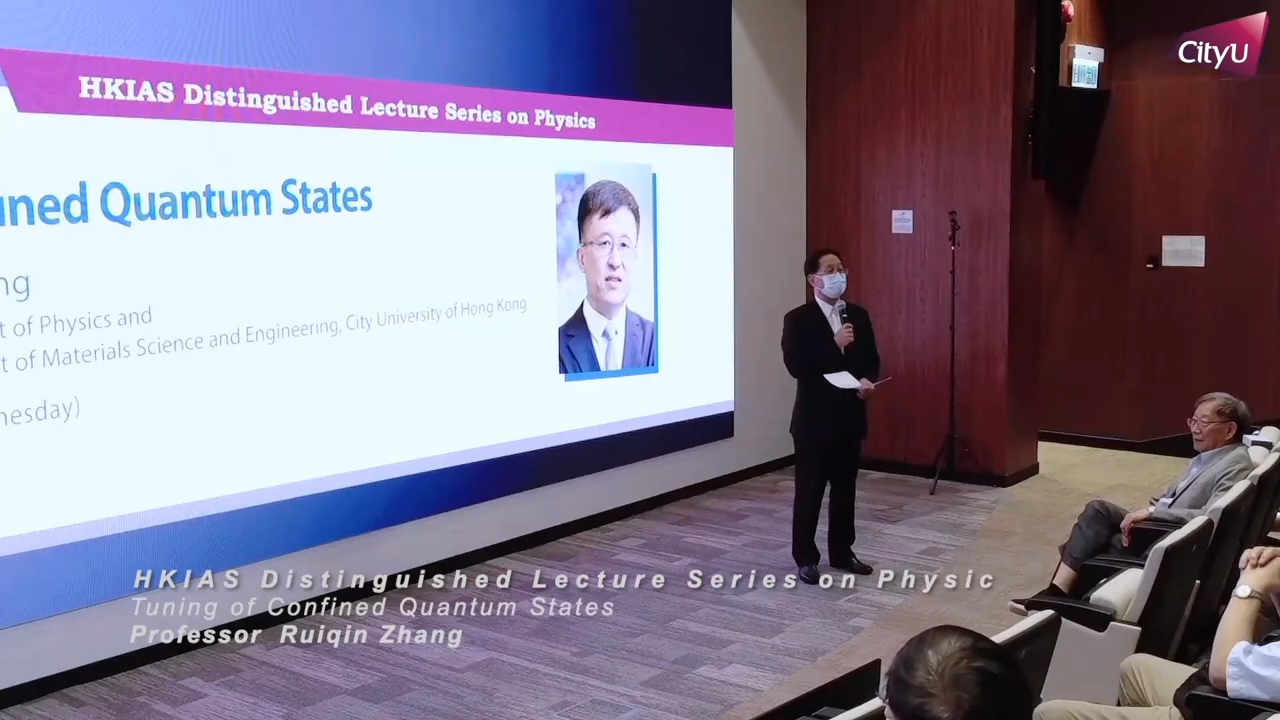 CityU
HKIAS Distinguished Lecture Series on Physics
ned Quantum States
ng
t of Physics and
t of Materials Science and Engineering, City University of Hong Kong
nesday)
HKIAS Distinguished Lecture Series on Physic
Tuning of Confined Quantum States
Professor Ruiqin Zhang